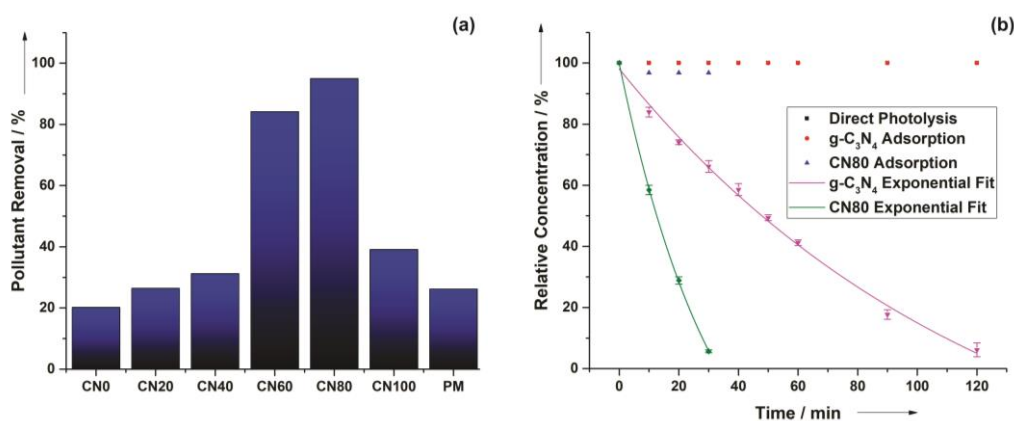 (a)
Pollutant Removal / %
100
80
60
40
20
0
CN0 CN20 CN40 CN60 CN80 CN100 PM
(b)
Relative Concentration / %
100
80
60
40
20
0
Direct Photolysis
g-C₃N₄ Adsorption
CN80 Adsorption
g-C₃N₄ Exponential Fit
CN80 Exponential Fit
0 20 40 60 80 100 120
Time / min